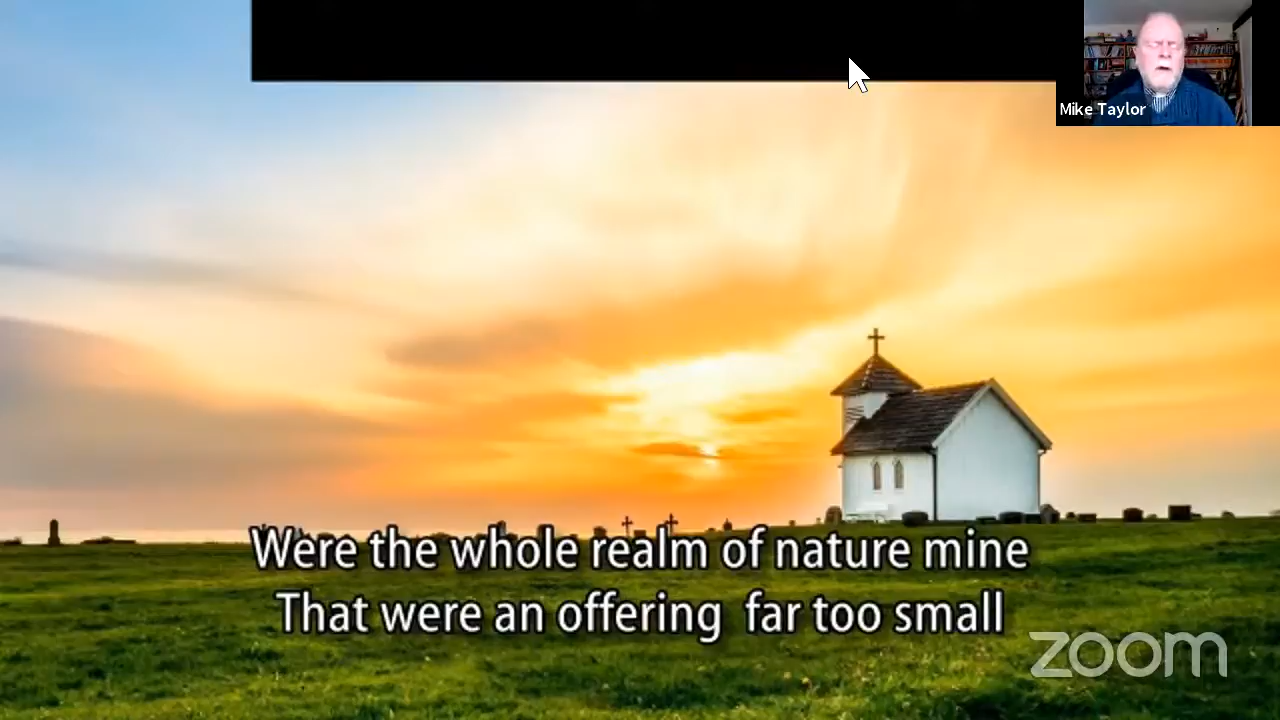 Mike Taylor
Were the whole realm of nature mine
That were an offering far too small
zoom